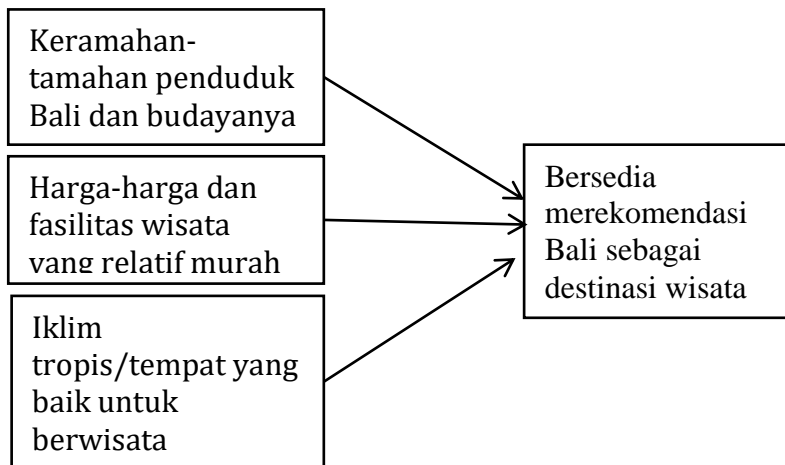 Keramahan-
tamahan penduduk
Bali dan budayanya
Harga-harga dan
fasilitas wisata
yang relatif murah
Iklim
tropis/tempat yang
baik untuk
berwisata
Bersedia
merekomendasi
Bali sebagai
destinasi wisata